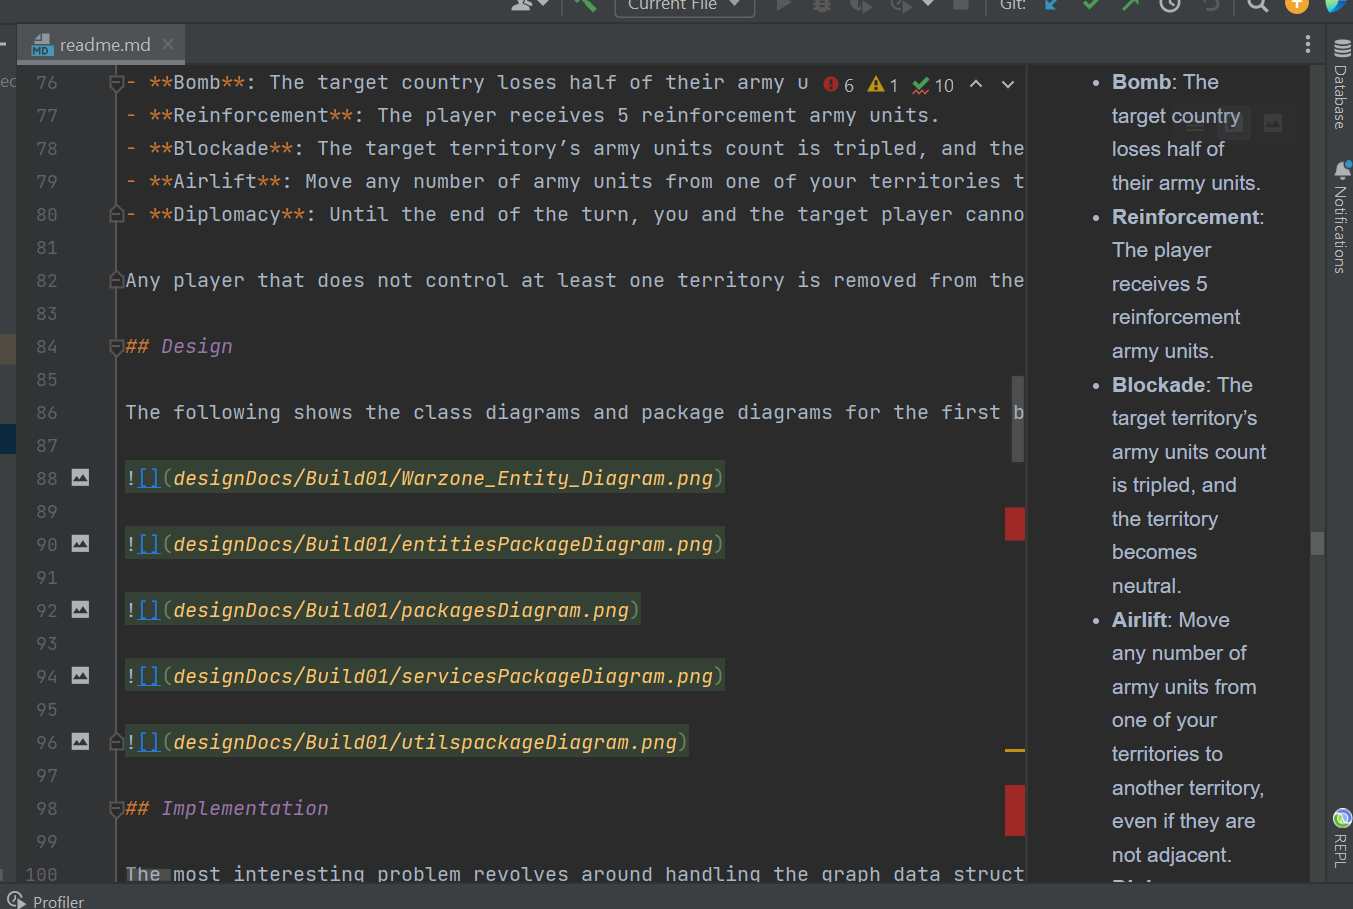 Current File
Git:
readme.md
6 1 10
76 - **Bomb**: The target country loses half of their army u
77 - **Reinforcement**: The player receives 5 reinforcement army units.
78 - **Blockade**: The target territory’s army units count is tripled, and the
79 - **Airlift**: Move any number of army units from one of your territories t
80 - **Diplomacy**: Until the end of the turn, you and the target player canno
81
82 Any player that does not control at least one territory is removed from the
83
84 ## Design
85
86 The following shows the class diagrams and package diagrams for the first b
87
88 ![](designDocs/Build01/Warzone_Entity_Diagram.png)
89
90 ![](designDocs/Build01/entitiesPackageDiagram.png)
91
92 ![](designDocs/Build01/packagesDiagram.png)
93
94 ![](designDocs/Build01/servicesPackageDiagram.png)
95
96 ![](designDocs/Build01/utilspackageDiagram.png)
97
98 ## Implementation
99
100 The most interesting problem revolves around handling the graph data struct
• Bomb: The
target country
loses half of
their army units.
• Reinforcement:
The player
receives 5
reinforcement
army units.
• Blockade: The
target territory’s
army units count
is tripled, and
the territory
becomes
neutral.
• Airlift: Move
any number of
army units from
one of your
territories to
another territory,
even if they are
not adjacent.
Database
Notifications
REPL
Profiler